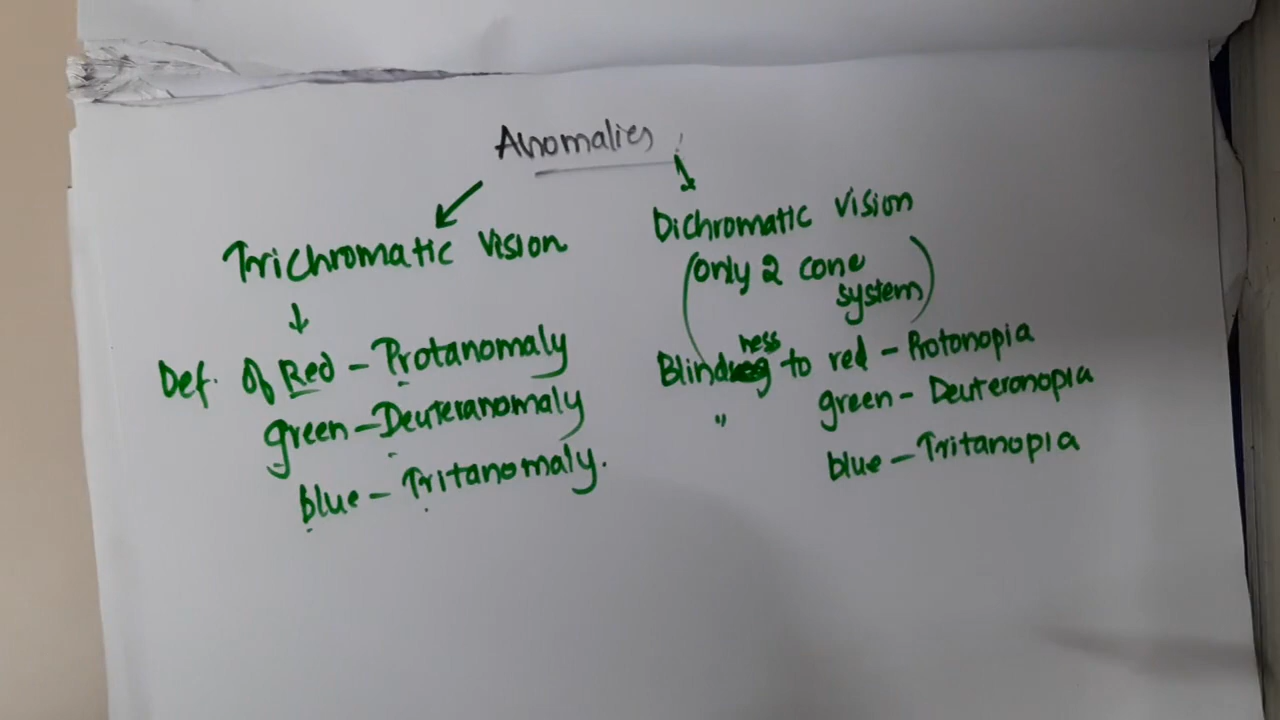 Anomalies
Trichromatic Vision
Def. Of Red - Protanomaly
green - Deuteranomaly
blue - Tritanomaly.
Dichromatic Vision
(only 2 cone
system)
Blindness to red - Protonopia
" green - Deuteronopia
blue - Tritanopia